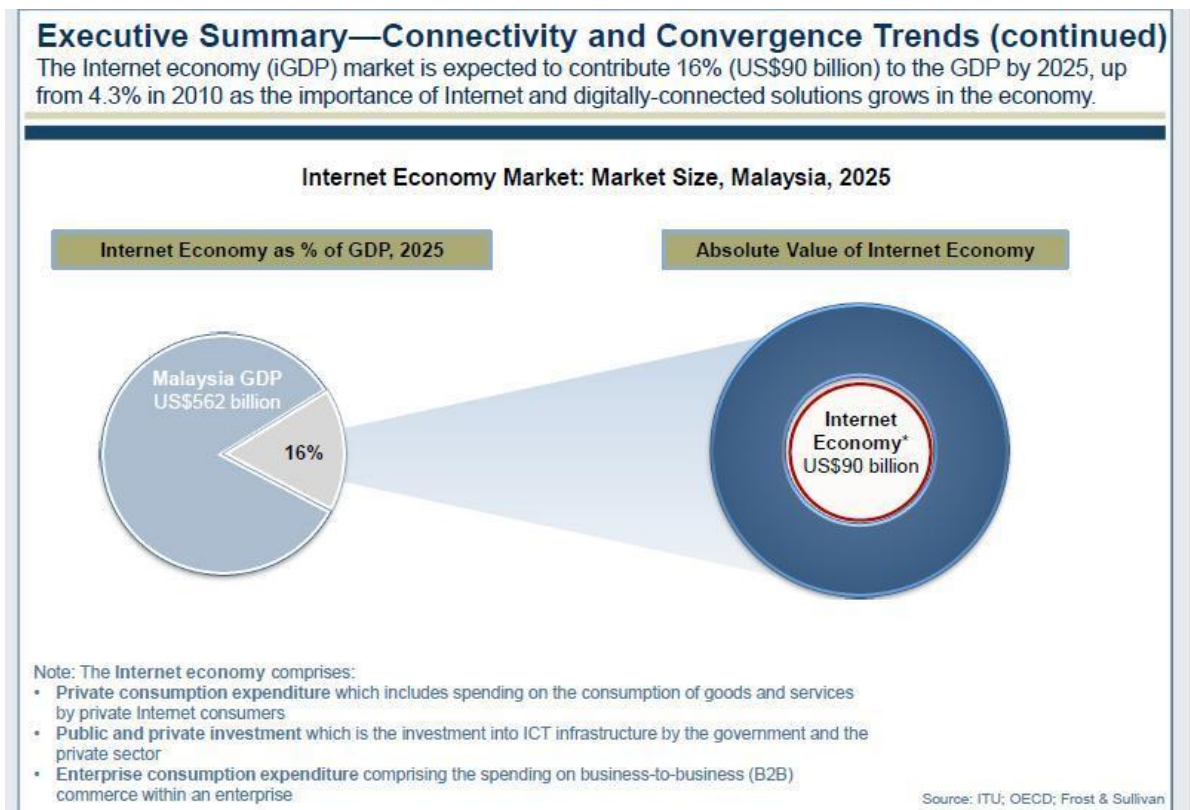 Executive Summary—Connectivity and Convergence Trends (continued)
The Internet economy (iGDP) market is expected to contribute 16% (US$90 billion) to the GDP by 2025, up
from 4.3% in 2010 as the importance of Internet and digitally-connected solutions grows in the economy.
Internet Economy Market: Market Size, Malaysia, 2025
Internet Economy as % of GDP, 2025
Absolute Value of Internet Economy
Malaysia GDP
US$562 billion
16%
Internet
Economy*
US$90 billion
Note: The Internet economy comprises:
• Private consumption expenditure which includes spending on the consumption of goods and services
by private Internet consumers
• Public and private investment which is the investment into ICT infrastructure by the government and the
private sector
• Enterprise consumption expenditure comprising the spending on business-to-business (B2B)
commerce within an enterprise
Source: ITU; OECD; Frost & Sullivan